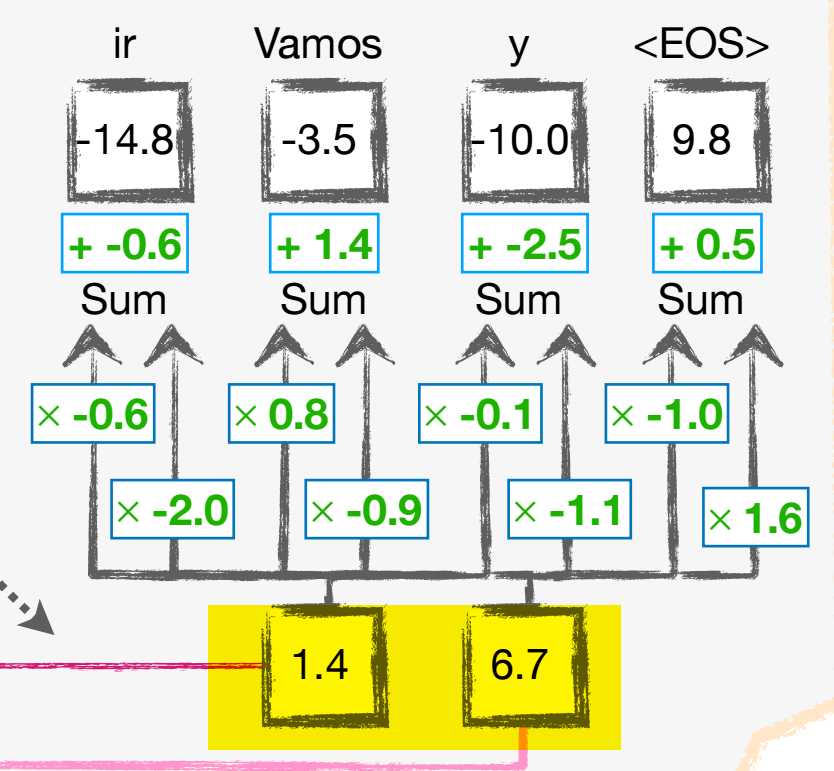 ir Vamos y <EOS>
-14.8 -3.5 -10.0 9.8
+ -0.6 + 1.4 + -2.5 + 0.5
Sum Sum Sum Sum
× -0.6 × 0.8 × -0.1 × -1.0
× -2.0 × -0.9 × -1.1 × 1.6
1.4 6.7